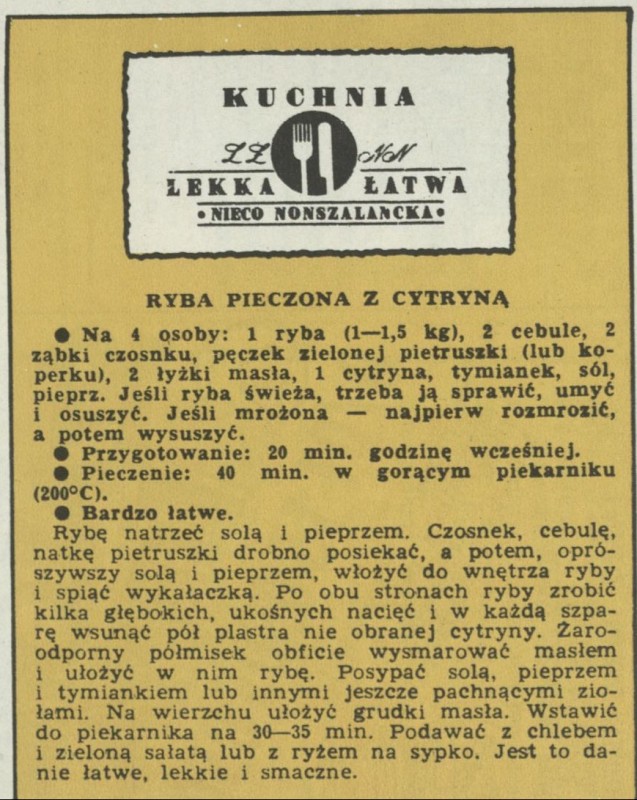 KUCHNIA
LŁ NN
LEKKA ŁATWA
• NIECO NONSZALANCKA •
RYBA PIECZONA Z CYTRYNĄ
● Na 4 osoby: 1 ryba (1—1,5 kg), 2 cebule, 2
ząbki czosnku, pęczek zielonej pietruszki (lub ko-
perku), 2 łyżki masła, 1 cytryna, tymianek, sól,
pieprz. Jeśli ryba świeża, trzeba ją sprawić, umyć
i osuszyć. Jeśli mrożona — najpierw rozmrozić,
a potem wysuszyć.
● Przygotowanie: 20 min. godzinę wcześniej.
● Pieczenie: 40 min. w gorącym piekarniku
(200°C).
● Bardzo łatwe.
Rybę natrzeć solą i pieprzem. Czosnek, cebulę,
natkę pietruszki drobno posiekać, a potem, opró-
szywszy solą i pieprzem, włożyć do wnętrza ryby
i spiąć wykałaczką. Po obu stronach ryby zrobić
kilka głębokich, ukośnych nacięć i w każdą szpa-
rę wsunąć pół plastra nie obranej cytryny. Żaro-
odporny półmisek obficie wysmarować masłem
i ułożyć w nim rybę. Posypać solą, pieprzem
i tymiankiem lub innymi jeszcze pachnącymi zio-
łami. Na wierzchu ułożyć grudki masła. Wstawić
do piekarnika na 30—35 min. Podawać z chlebem
i zieloną sałatą lub z ryżem na sypko. Jest to da-
nie łatwe, lekkie i smaczne.